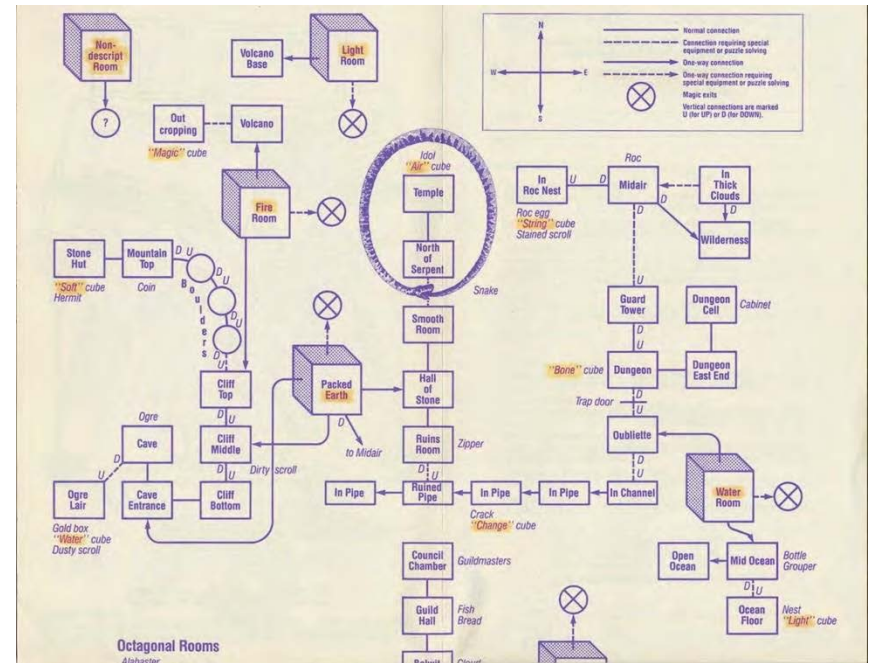 Non-
descript
Room
?
Volcano
Base
Light
Room
N
W
E
S
Normal connection
Connection requiring special
equipment or puzzle solving
One-way connection
One-way connection requiring
special equipment or puzzle solving
Magic exits
Vertical connections are marked
U (for UP) or D (for DOWN).
Out
cropping
"Magic" cube
Volcano
Fire
Room
Idol
"Air" cube
Temple
North
of
Serpent
Snake
Smooth
Room
Hall
of
Stone
Ruins
Room
Zipper
D
U
Roc
In
Roc Nest
U
D
Midair
In
Thick
Clouds
D
D
D
Wilderness
Roc egg
"String" cube
Stained scroll
U
Guard
Tower
D
U
Dungeon
Cell
Cabinet
"Bone" cube
Dungeon
Dungeon
East End
Trap door
D
U
Oubliette
D
U
Stone
Hut
"Soft" cube
Hermit
Mountain
Top
Coin
D
U
D
U
D
U
D
U
Boulders
Cliff
Top
D
U
Cliff
Middle
Dirty scroll
D
U
Cliff
Bottom
Packed
Earth
D
to Midair
Ogre
Cave
D
U
Ogre
Lair
Cave
Entrance
Gold box
"Water" cube
Dusty scroll
In Pipe
Ruined
Pipe
In Pipe
In Pipe
In Channel
Crack
"Change" cube
Water
Room
Open
Ocean
Mid Ocean
Bottle
Grouper
D
U
Ocean
Floor
Nest
"Light" cube
Council
Chamber
Guildmasters
Guild
Hall
Fish
Bread
Octagonal Rooms
Alabaster
Belwit
Cloud